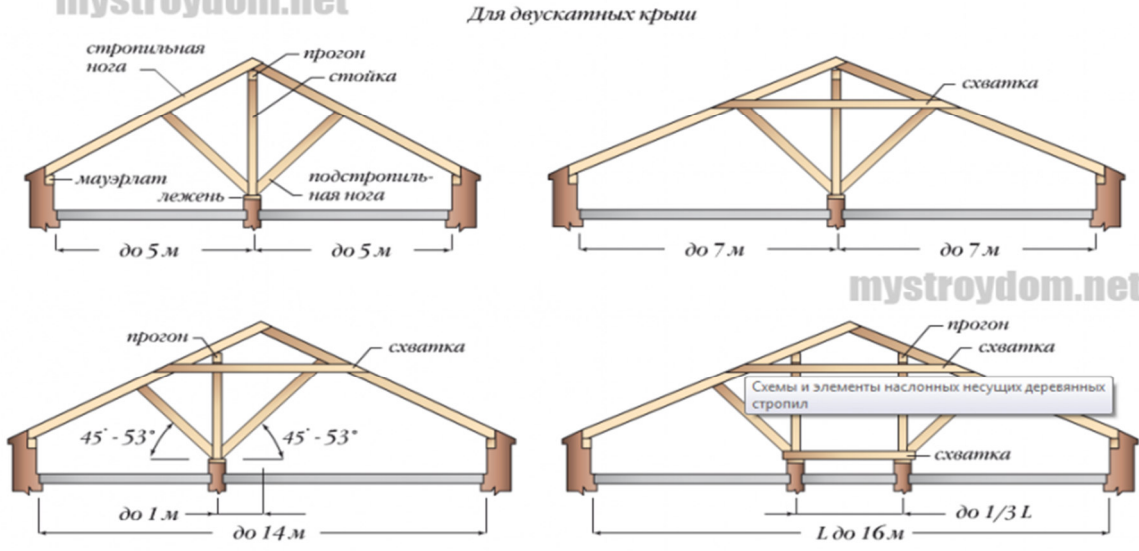 mystroydom.net
Для двускатных крыш
стропильная
нога
прогон
стойка
мауэрлат
лежень
подстропиль-
ная нога
до 5 м
до 5 м
схватка
до 7 м
до 7 м
mystroydom.net
прогон
схватка
45° - 53°
45° - 53°
до 1 м
до 14 м
прогон
схватка
Схемы и элементы наслонных несущих деревянных
стропил
схватка
до 1/3 L
L до 16 м